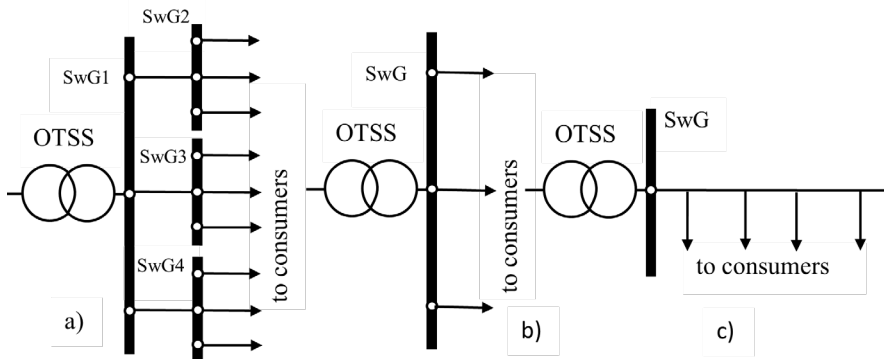 SwG2
SwG1
OTSS
SwG3
SwG4
to consumers
a)
SwG
OTSS
to consumers
b)
OTSS
SwG
to consumers
c)